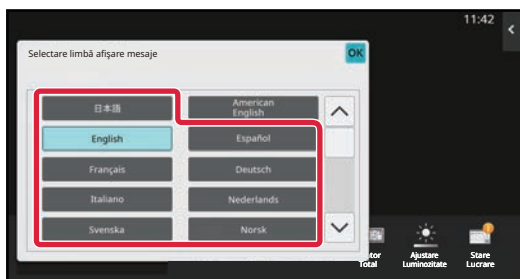 11:42
Selectare limbă afișare mesaje
OK
日本語
American
English
English
Español
Français
Deutsch
Italiano
Nederlands
Svenska
Norsk
Total
Ajustare
Luminozitate
Stare
Lucrare